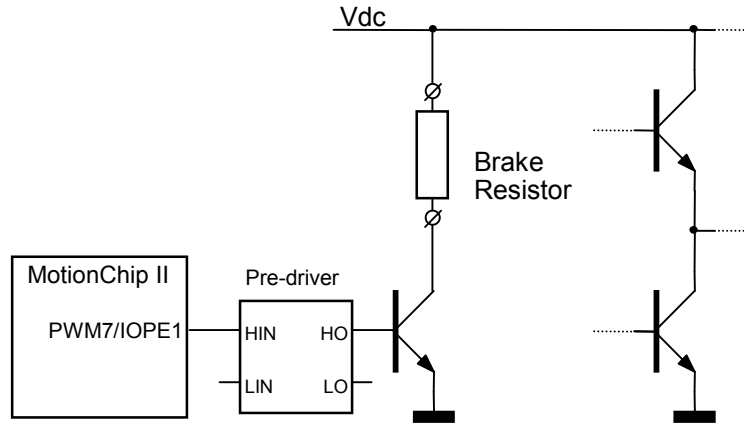 Vdc
Brake
Resistor
MotionChip II
Pre-driver
PWM7/IOPE1
HIN
HO
LIN
LO